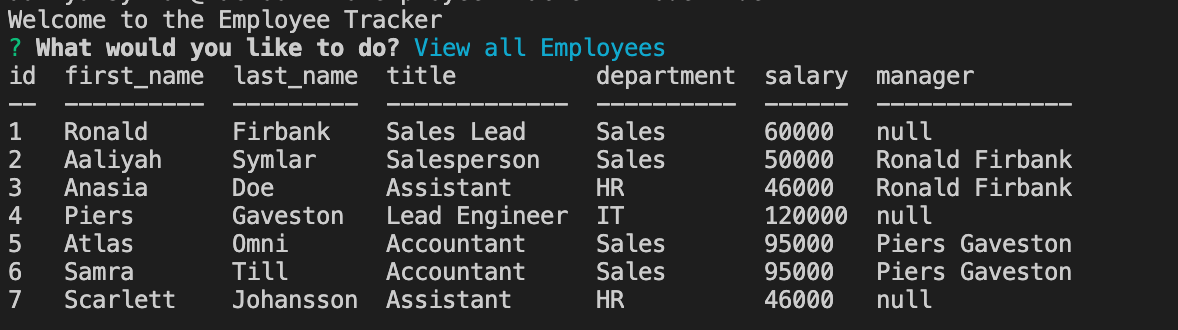 Welcome to the Employee Tracker
? What would you like to do? View all Employees
id  first_name  last_name  title          department  salary  manager
--  ----------  ---------  -------------  ----------  ------  --------------
1   Ronald      Firbank    Sales Lead     Sales       60000   null
2   Aaliyah     Symlar     Salesperson    Sales       50000   Ronald Firbank
3   Anasia      Doe        Assistant      HR          46000   Ronald Firbank
4   Piers       Gaveston   Lead Engineer  IT          120000  null
5   Atlas       Omni       Accountant     Sales       95000   Piers Gaveston
6   Samra       Till       Accountant     Sales       95000   Piers Gaveston
7   Scarlett    Johansson  Assistant      HR          46000   null